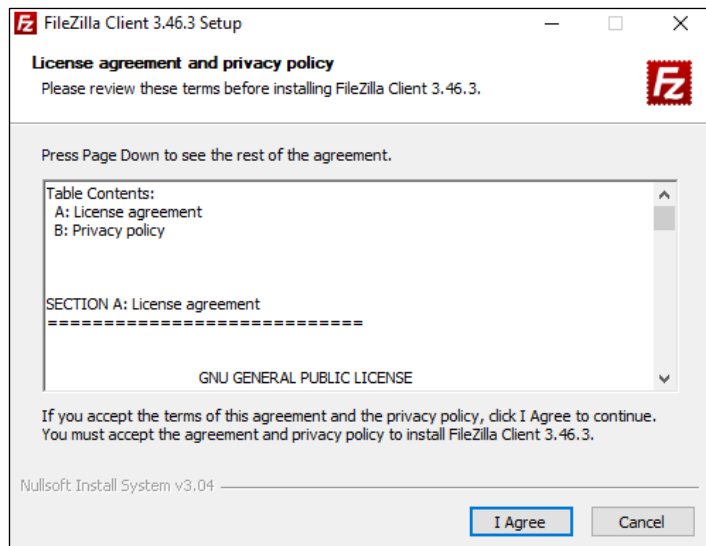 FileZilla Client 3.46.3 Setup
License agreement and privacy policy
Please review these terms before installing FileZilla Client 3.46.3.
Fz
Press Page Down to see the rest of the agreement.
Table Contents:
A: License agreement
B: Privacy policy
SECTION A: License agreement
============================
GNU GENERAL PUBLIC LICENSE
If you accept the terms of this agreement and the privacy policy, click I Agree to continue.
You must accept the agreement and privacy policy to install FileZilla Client 3.46.3.
Nullsoft Install System v3.04
I Agree
Cancel